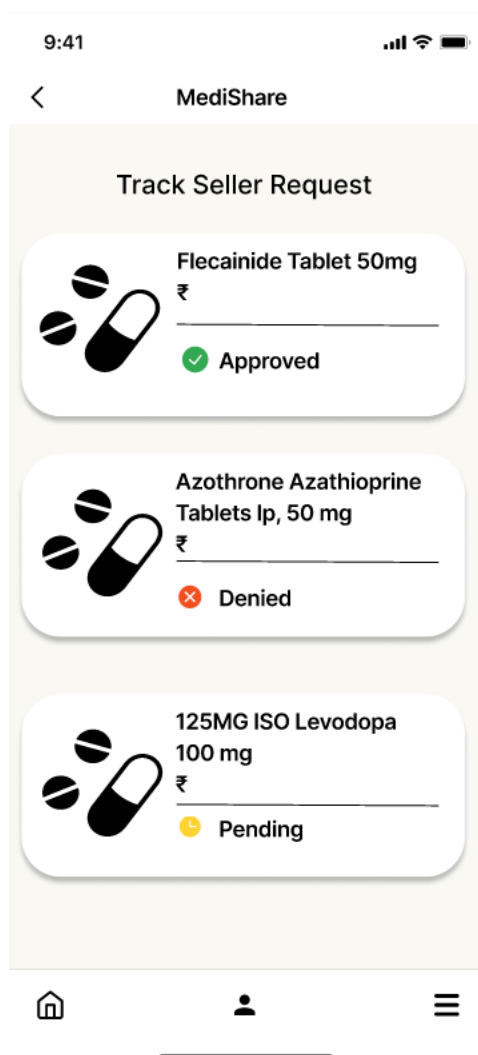 9:41
MediShare
Track Seller Request
Flecainide Tablet 50mg
₹
Approved
Azothrone Azathioprine
Tablets Ip, 50 mg
₹
Denied
125MG ISO Levodopa
100 mg
₹
Pending